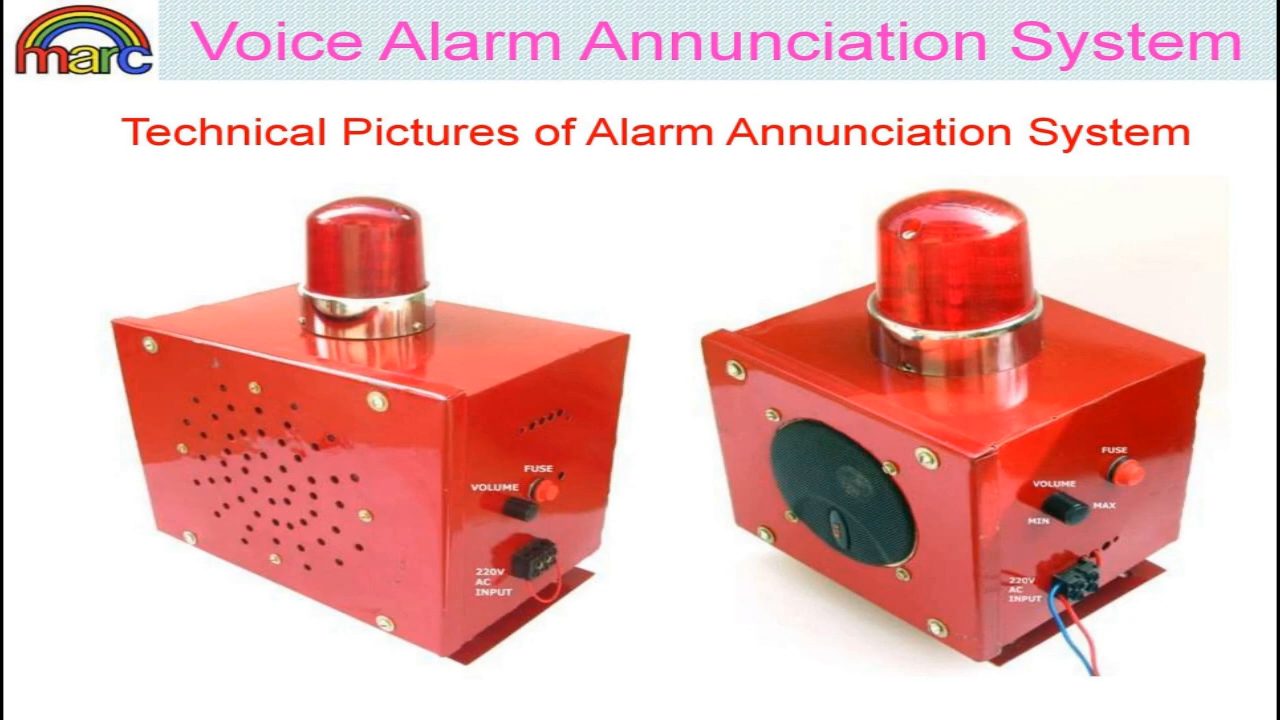 marc
Voice Alarm Annunciation System
Technical Pictures of Alarm Annunciation System
FUSE
VOLUME
220V
AC
INPUT
FUSE
VOLUME
MAX
MIN
220V
AC
INPUT